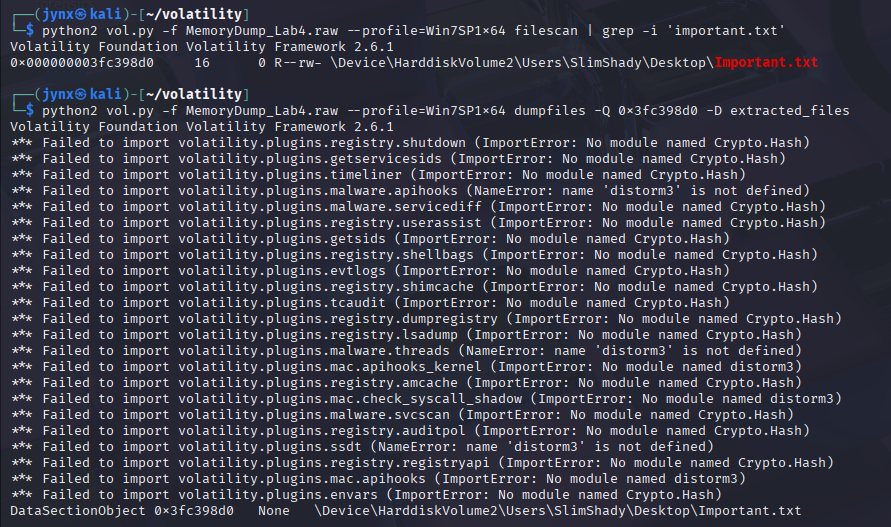 ┌──(jynx㉿kali)-[~/volatility]
└─$ python2 vol.py -f MemoryDump_Lab4.raw --profile=Win7SP1×64 filescan | grep -i 'important.txt'
Volatility Foundation Volatility Framework 2.6.1
0×000000003fc398d0     16      0 R--rw- \Device\HarddiskVolume2\Users\SlimShady\Desktop\Important.txt
┌──(jynx㉿kali)-[~/volatility]
└─$ python2 vol.py -f MemoryDump_Lab4.raw --profile=Win7SP1×64 dumpfiles -Q 0×3fc398d0 -D extracted_files
Volatility Foundation Volatility Framework 2.6.1
*** Failed to import volatility.plugins.registry.shutdown (ImportError: No module named Crypto.Hash)
*** Failed to import volatility.plugins.getservicesids (ImportError: No module named Crypto.Hash)
*** Failed to import volatility.plugins.timeliner (ImportError: No module named Crypto.Hash)
*** Failed to import volatility.plugins.malware.apihooks (NameError: name 'distorm3' is not defined)
*** Failed to import volatility.plugins.malware.servicediff (ImportError: No module named Crypto.Hash)
*** Failed to import volatility.plugins.registry.userassist (ImportError: No module named Crypto.Hash)
*** Failed to import volatility.plugins.getsids (ImportError: No module named Crypto.Hash)
*** Failed to import volatility.plugins.registry.shellbags (ImportError: No module named Crypto.Hash)
*** Failed to import volatility.plugins.evtlogs (ImportError: No module named Crypto.Hash)
*** Failed to import volatility.plugins.registry.shimcache (ImportError: No module named Crypto.Hash)
*** Failed to import volatility.plugins.tcaudit (ImportError: No module named Crypto.Hash)
*** Failed to import volatility.plugins.registry.dumpregistry (ImportError: No module named Crypto.Hash)
*** Failed to import volatility.plugins.registry.lsadump (ImportError: No module named Crypto.Hash)
*** Failed to import volatility.plugins.malware.threads (NameError: name 'distorm3' is not defined)
*** Failed to import volatility.plugins.mac.apihooks_kernel (ImportError: No module named distorm3)
*** Failed to import volatility.plugins.registry.amcache (ImportError: No module named Crypto.Hash)
*** Failed to import volatility.plugins.mac.check_syscall_shadow (ImportError: No module named distorm3)
*** Failed to import volatility.plugins.malware.svcscan (ImportError: No module named Crypto.Hash)
*** Failed to import volatility.plugins.registry.auditpol (ImportError: No module named Crypto.Hash)
*** Failed to import volatility.plugins.ssdt (NameError: name 'distorm3' is not defined)
*** Failed to import volatility.plugins.registry.registryapi (ImportError: No module named Crypto.Hash)
*** Failed to import volatility.plugins.mac.apihooks (ImportError: No module named distorm3)
*** Failed to import volatility.plugins.envars (ImportError: No module named Crypto.Hash)
DataSectionObject 0×3fc398d0   None   \Device\HarddiskVolume2\Users\SlimShady\Desktop\Important.txt